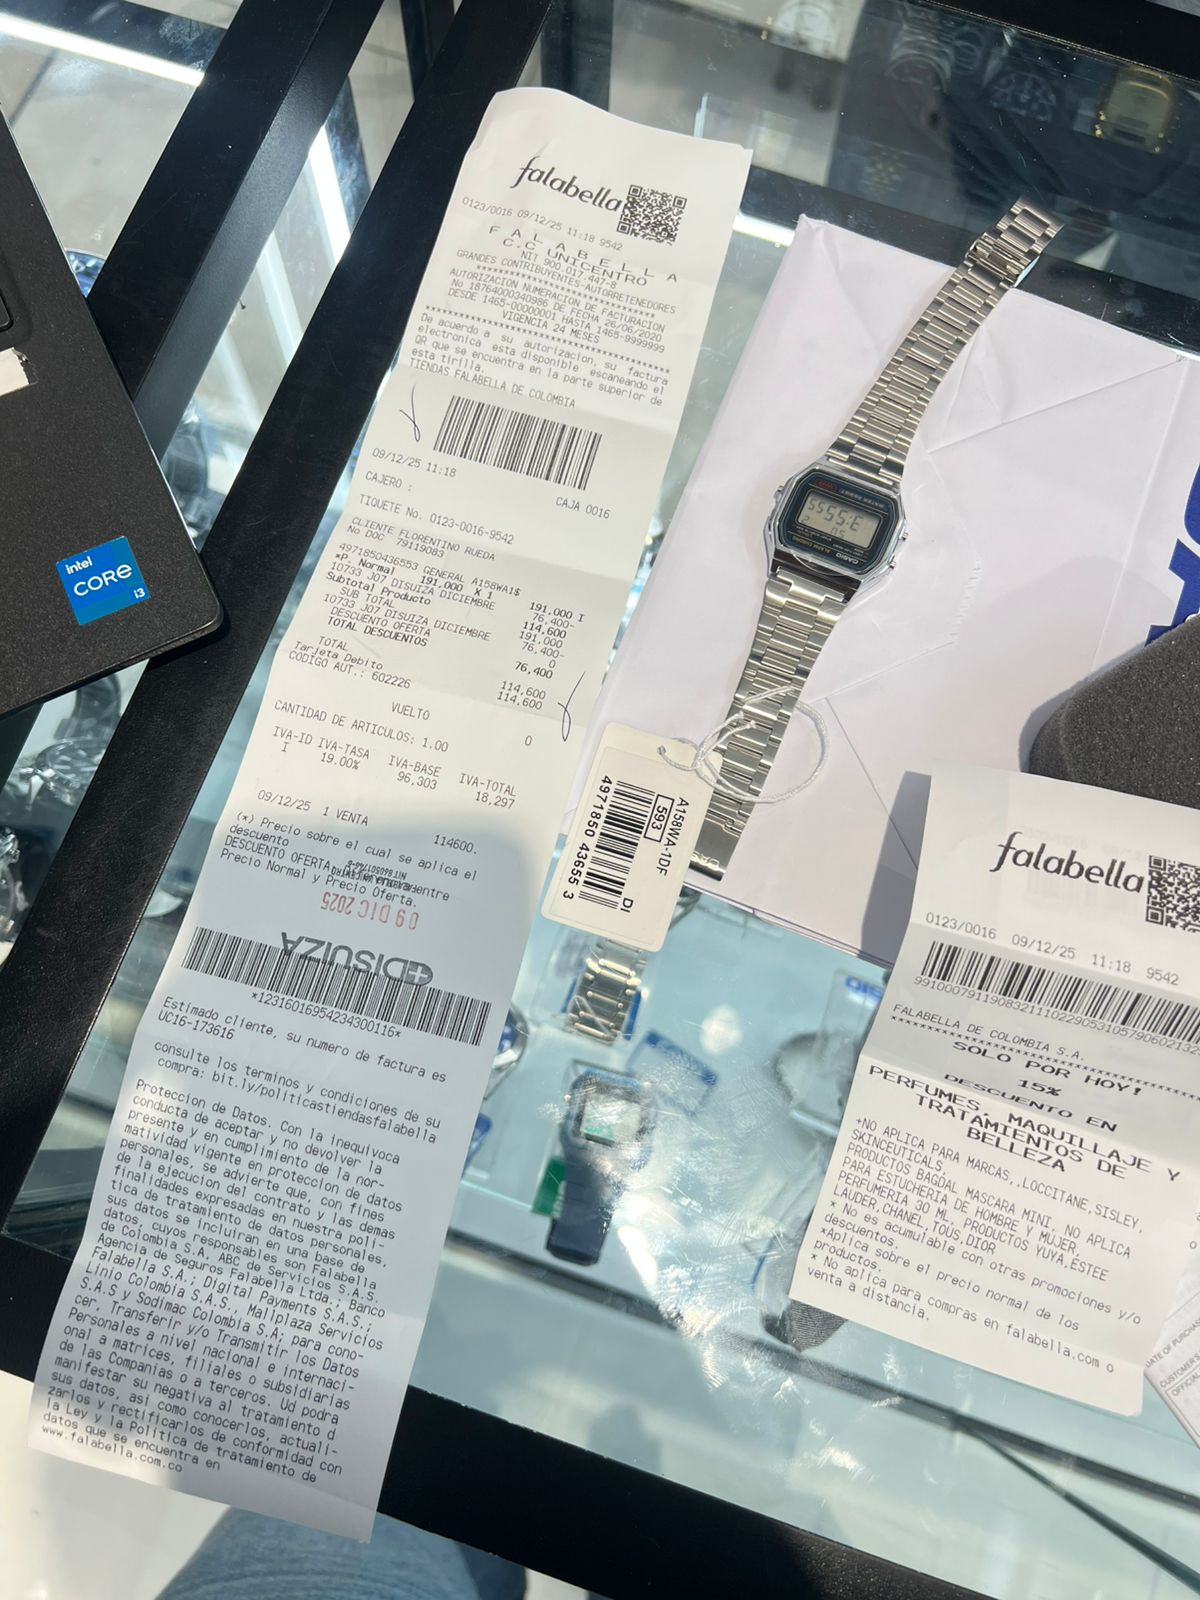 falabella
0123/0016 09/12/25 11:18 9542
F A L A B E L L A
C.C UNICENTRO
NIT 900.017.447-8
GRANDES CONTRIBUYENTES-AUTORRETENEDORES
************************
AUTORIZACION NUMERACION DE FACTURACION
No 18764000340986 DE FECHA 26/06/2020
DESDE 1465-00000001 HASTA 1465-9999999
VIGENCIA 24 MESES
De acuerdo a su autorizacion, su factura
electronica esta disponible escaneando el
QR que se encuentra en la parte superior de
esta tirilla.
TIENDAS FALABELLA DE COLOMBIA
09/12/25 11:18
CAJERO : CAJA 0016
TIQUETE No. 0123-0016-9542
CLIENTE FLORENTINO RUEDA
No DOC 79119083
4971850436553 GENERAL A158WA1$ 191,000 I
*P. Normal 191.000 X 1
10733 J07 DISUIZA DICIEMBRE 76,400-
Subtotal Producto 114,600
SUB TOTAL 191,000
10733 J07 DISUIZA DICIEMBRE 76,400-
DESCUENTO OFERTA 0
TOTAL DESCUENTOS 76,400
TOTAL 114,600
Tarjeta Debito 114,600
CODIGO AUT.: 602226
VUELTO 0
CANTIDAD DE ARTICULOS: 1.00
IVA-ID IVA-TASA IVA-BASE IVA-TOTAL
I 19.00% 96,303 18,297
09/12/25 1 VENTA 114600.
(*) Precio sobre el cual se aplica el
descuento
DESCUENTO OFERTA: entre
Precio Normal y Precio Oferta.
09 DIC 2025
DISUIZA
*12316016954234300116*
Estimado cliente, su numero de factura es
UC16-173616
consulte los terminos y condiciones de su
compra: bit.ly/politicastiendasfalabella
Proteccion de Datos. Con la inequivoca
conducta de aceptar y no devolver la
presente y en cumplimiento de la nor-
matividad vigente en proteccion de datos
personales, se advierte que, con fines
de la ejecucion del contrato y las demas
finalidades expresadas en nuestra poli-
tica de tratamiento de datos personales,
sus datos se incluiran en una base de
datos, cuyos responsables son Falabella
de Colombia S.A, ABC de Servicios S.A.S,
Agencia de Seguros Falabella Ltda.; Banco
Falabella S.A.; Digital Payments S.A.S.;
Linio Colombia S.A.S., Mallplaza Servicios
S.A.S y Sodimac Colombia S.A; para cono-
cer, Transferir y/o Transmitir los Datos
Personales a nivel nacional e internaci-
onal a matrices, filiales o subsidiarias
de las Companias o a terceros. Ud podra
manifestar su negativa al tratamiento d
sus datos, asi como conocerlos, actuali-
zarlos y rectificarlos de conformidad con
la Ley y la Politica de tratamiento de
datos que se encuentra en
www.falabella.com.co
intel
CORE
i3
CASIO
ALARM CHRONO
WATER RESIST
A158WA-1DF
593
DI
4971850 43655 3
falabella
0123/0016 09/12/25 11:18 9542
FALABELLA DE COLOMBIA S.A.
SOLO POR HOY!
15%
DESCUENTO EN
PERFUMES, MAQUILLAJE Y
TRATAMIENTOS DE
BELLEZA
+NO APLICA PARA MARCAS,,LOCCITANE,SISLEY,
SKINCEUTICALS,
PRODUCTOS BAGDAL MASCARA MINI, NO APLICA
PARA ESTUCHERIA DE HOMBRE Y MUJER,
PERFUMERIA 30 ML, PRODUCTOS YUYA,ESTEE
LAUDER,CHANEL,TOUS,DIOR
* No es acumulable con otras promociones y/o
descuentos.
*Aplica sobre el precio normal de los
productos.
* No aplica para compras en falabella.com o
venta a distancia.